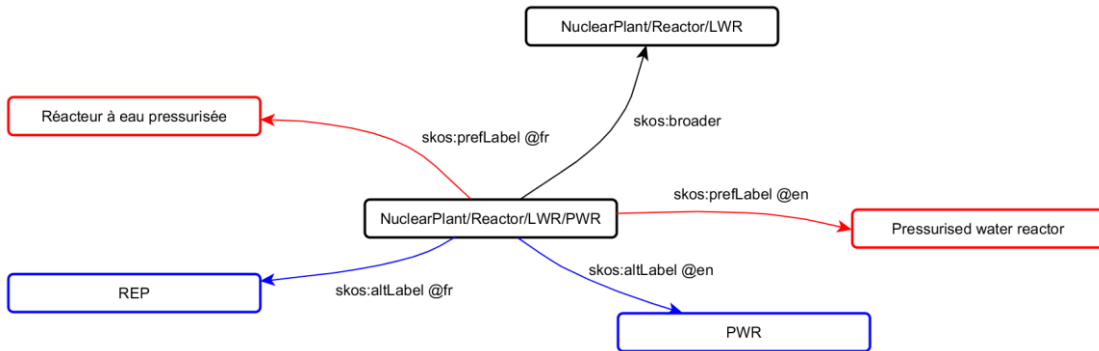 NuclearPlant/Reactor/LWR
Réacteur à eau pressurisée
skos:broader
skos:prefLabel @fr
skos:prefLabel @en
NuclearPlant/Reactor/LWR/PWR
Pressurised water reactor
skos:altLabel @en
REP
skos:altLabel @fr
PWR